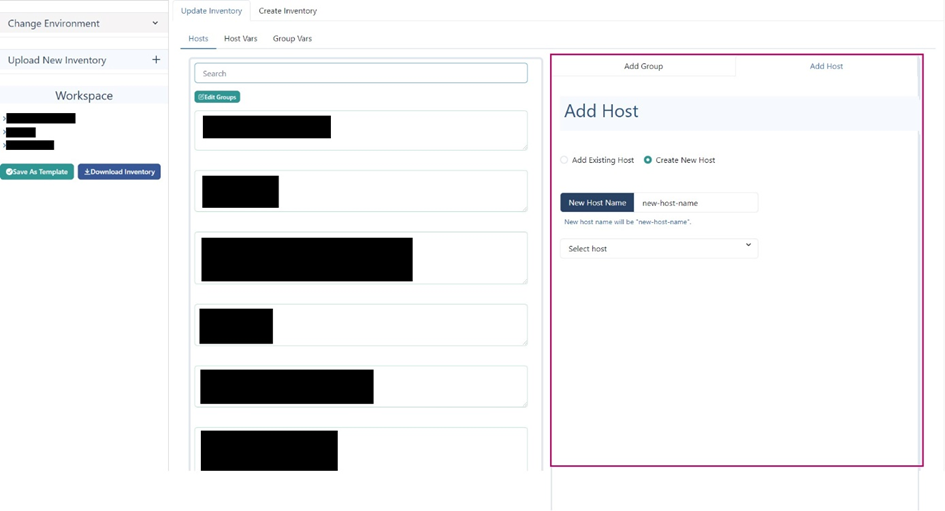 Change Environment
Upload New Inventory
Workspace
Save As Template
Download Inventory
Update Inventory
Create Inventory
Hosts
Host Vars
Group Vars
Search
Edit Groups
Add Group
Add Host
Add Host
Add Existing Host
Create New Host
New Host Name
new-host-name
New host name will be "new-host-name".
Select host